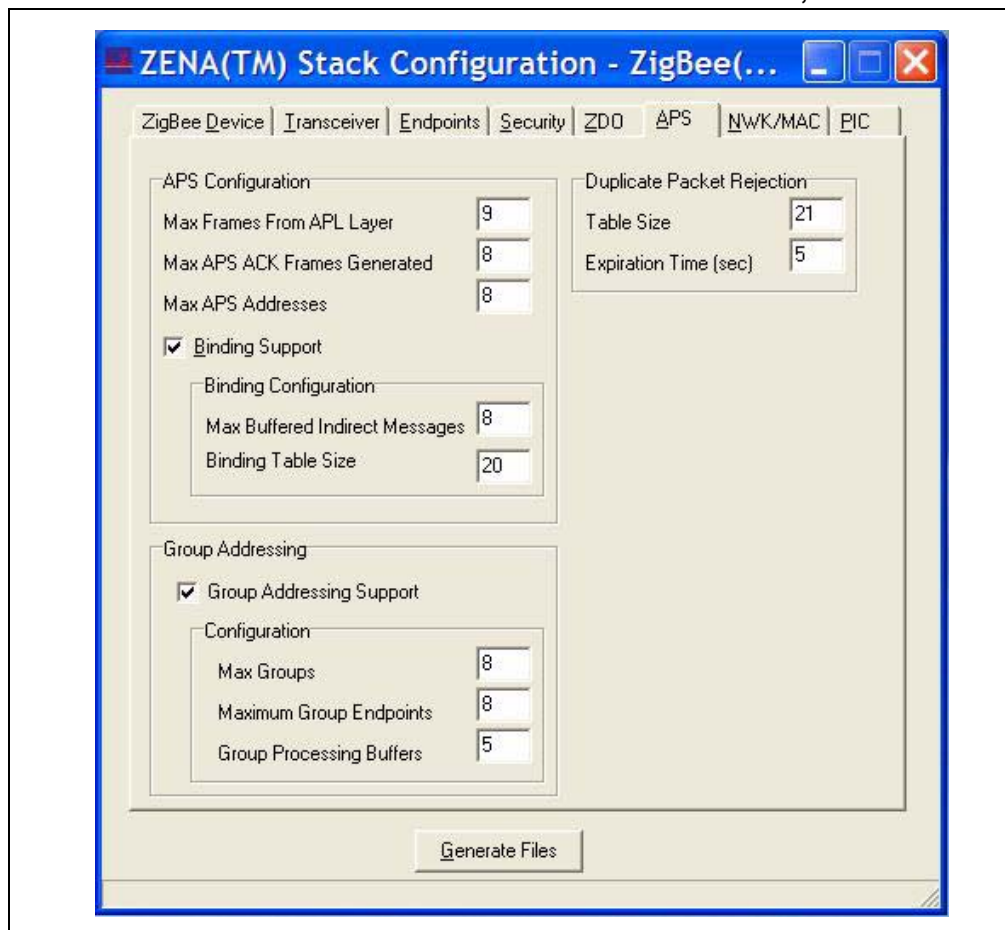 ZENA(TM) Stack Configuration - ZigBee(...
ZigBee Device
Transceiver
Endpoints
Security
ZDO
APS
NWK/MAC
PIC
APS Configuration
Max Frames From APL Layer 9
Max APS ACK Frames Generated 8
Max APS Addresses 8
Binding Support
Binding Configuration
Max Buffered Indirect Messages 8
Binding Table Size 20
Duplicate Packet Rejection
Table Size 21
Expiration Time (sec) 5
Group Addressing
Group Addressing Support
Configuration
Max Groups 8
Maximum Group Endpoints 8
Group Processing Buffers 5
Generate Files